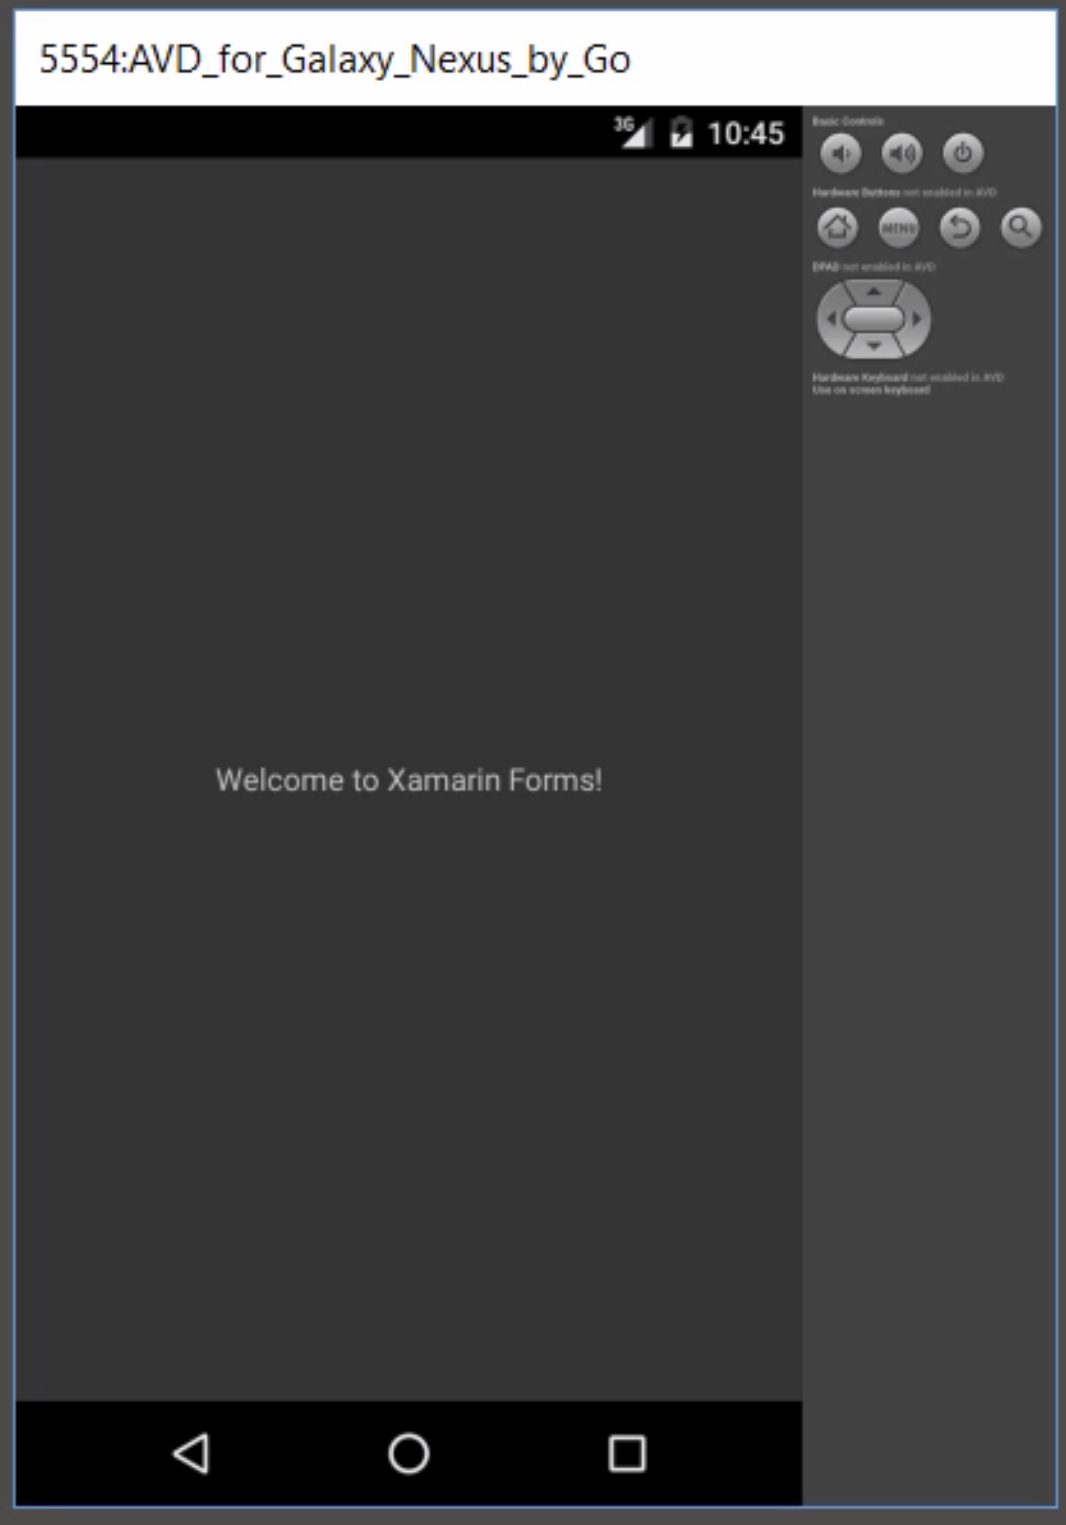 5554:AVD_for_Galaxy_Nexus_by_Go
3G 10:45
Basic Controls
Hardware Buttons not enabled in AVD
MENU
DPAD not enabled in AVD
Hardware Keyboard not enabled in AVD
Use on screen keyboard
Welcome to Xamarin Forms!